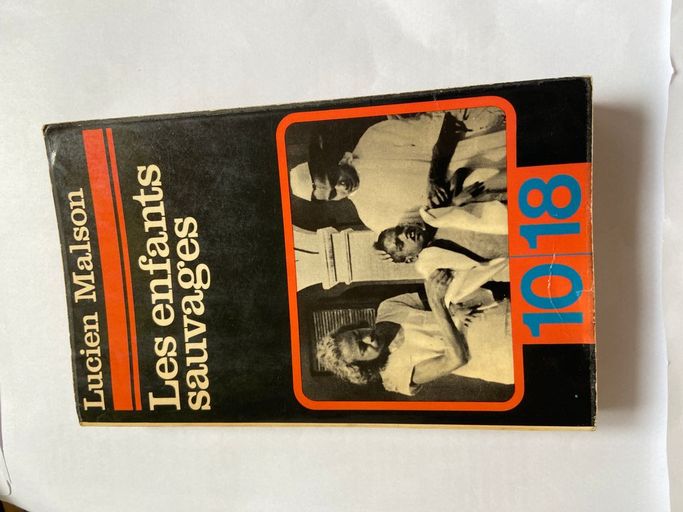 Lucien Malson
Les enfants
sauvages
10|18